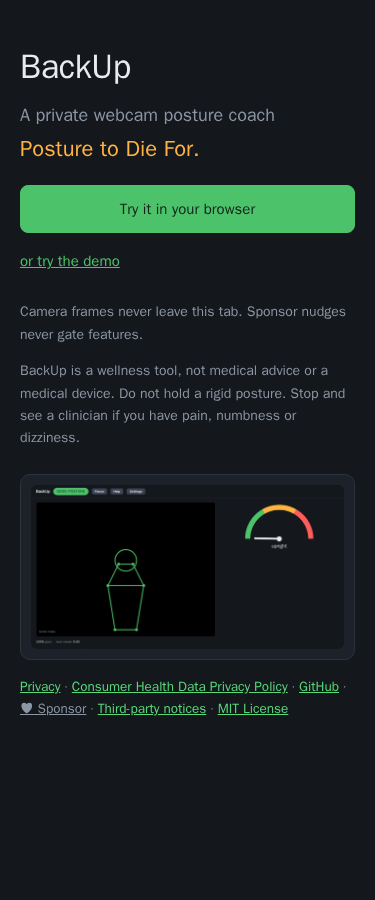 BackUp
A private webcam posture coach
Posture to Die For.
Try it in your browser
or try the demo
Camera frames never leave this tab. Sponsor nudges
never gate features.
BackUp is a wellness tool, not medical advice or a
medical device. Do not hold a rigid posture. Stop and
see a clinician if you have pain, numbness or
dizziness.
BackUp
Pause Help Settings
upright
Privacy · Consumer Health Data Privacy Policy · GitHub ·
Sponsor · Third-party notices · MIT License